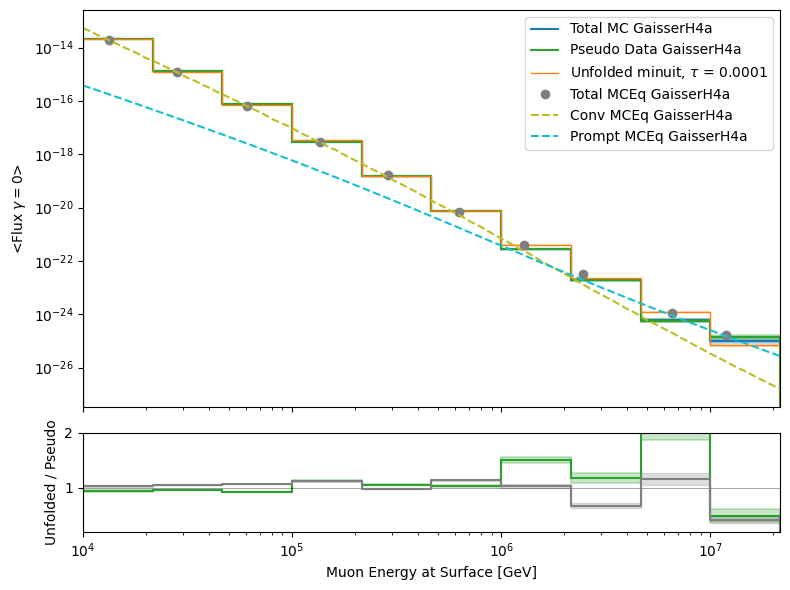 10⁻¹⁴
10⁻¹⁶
10⁻¹⁸
10⁻²⁰
10⁻²²
10⁻²⁴
10⁻²⁶
<Flux γ = 0>
Total MC GaisserH4a
Pseudo Data GaisserH4a
Unfolded minuit, τ = 0.0001
Total MCEq GaisserH4a
Conv MCEq GaisserH4a
Prompt MCEq GaisserH4a
2
1
Unfolded / Pseudo
10⁴ 10⁵ 10⁶ 10⁷
Muon Energy at Surface [GeV]